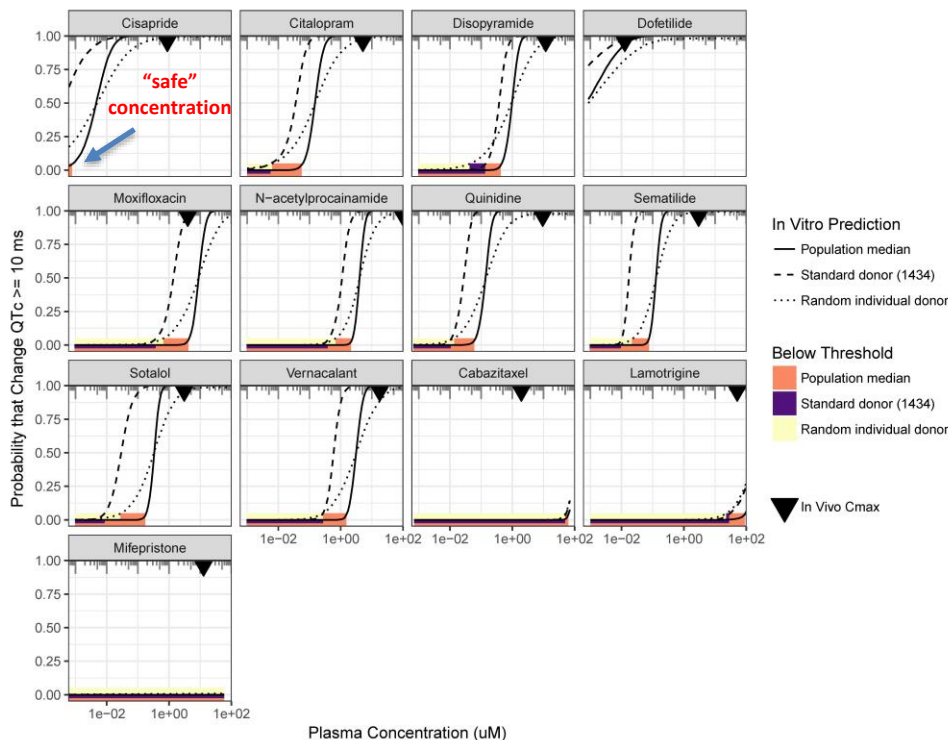 Cisapride
Citalopram
Disopyramide
Dofetilide
1.00
0.75
0.50
0.25
0.00
“safe”
concentration
Moxifloxacin
N−acetylprocainamide
Quinidine
Sematilide
1.00
0.75
0.50
0.25
0.00
Sotalol
Vernacalant
Cabazitaxel
Lamotrigine
1.00
0.75
0.50
0.25
0.00
1e−02 1e+00 1e+02
1e−02 1e+00 1e+02
1e−02 1e+00 1e+02
Mifepristone
1.00
0.75
0.50
0.25
0.00
1e−02 1e+00 1e+02
Probability that Change QTc >= 10 ms
Plasma Concentration (uM)
In Vitro Prediction
Population median
Standard donor (1434)
Random individual donor
Below Threshold
Population median
Standard donor (1434)
Random individual donor
In Vivo Cmax